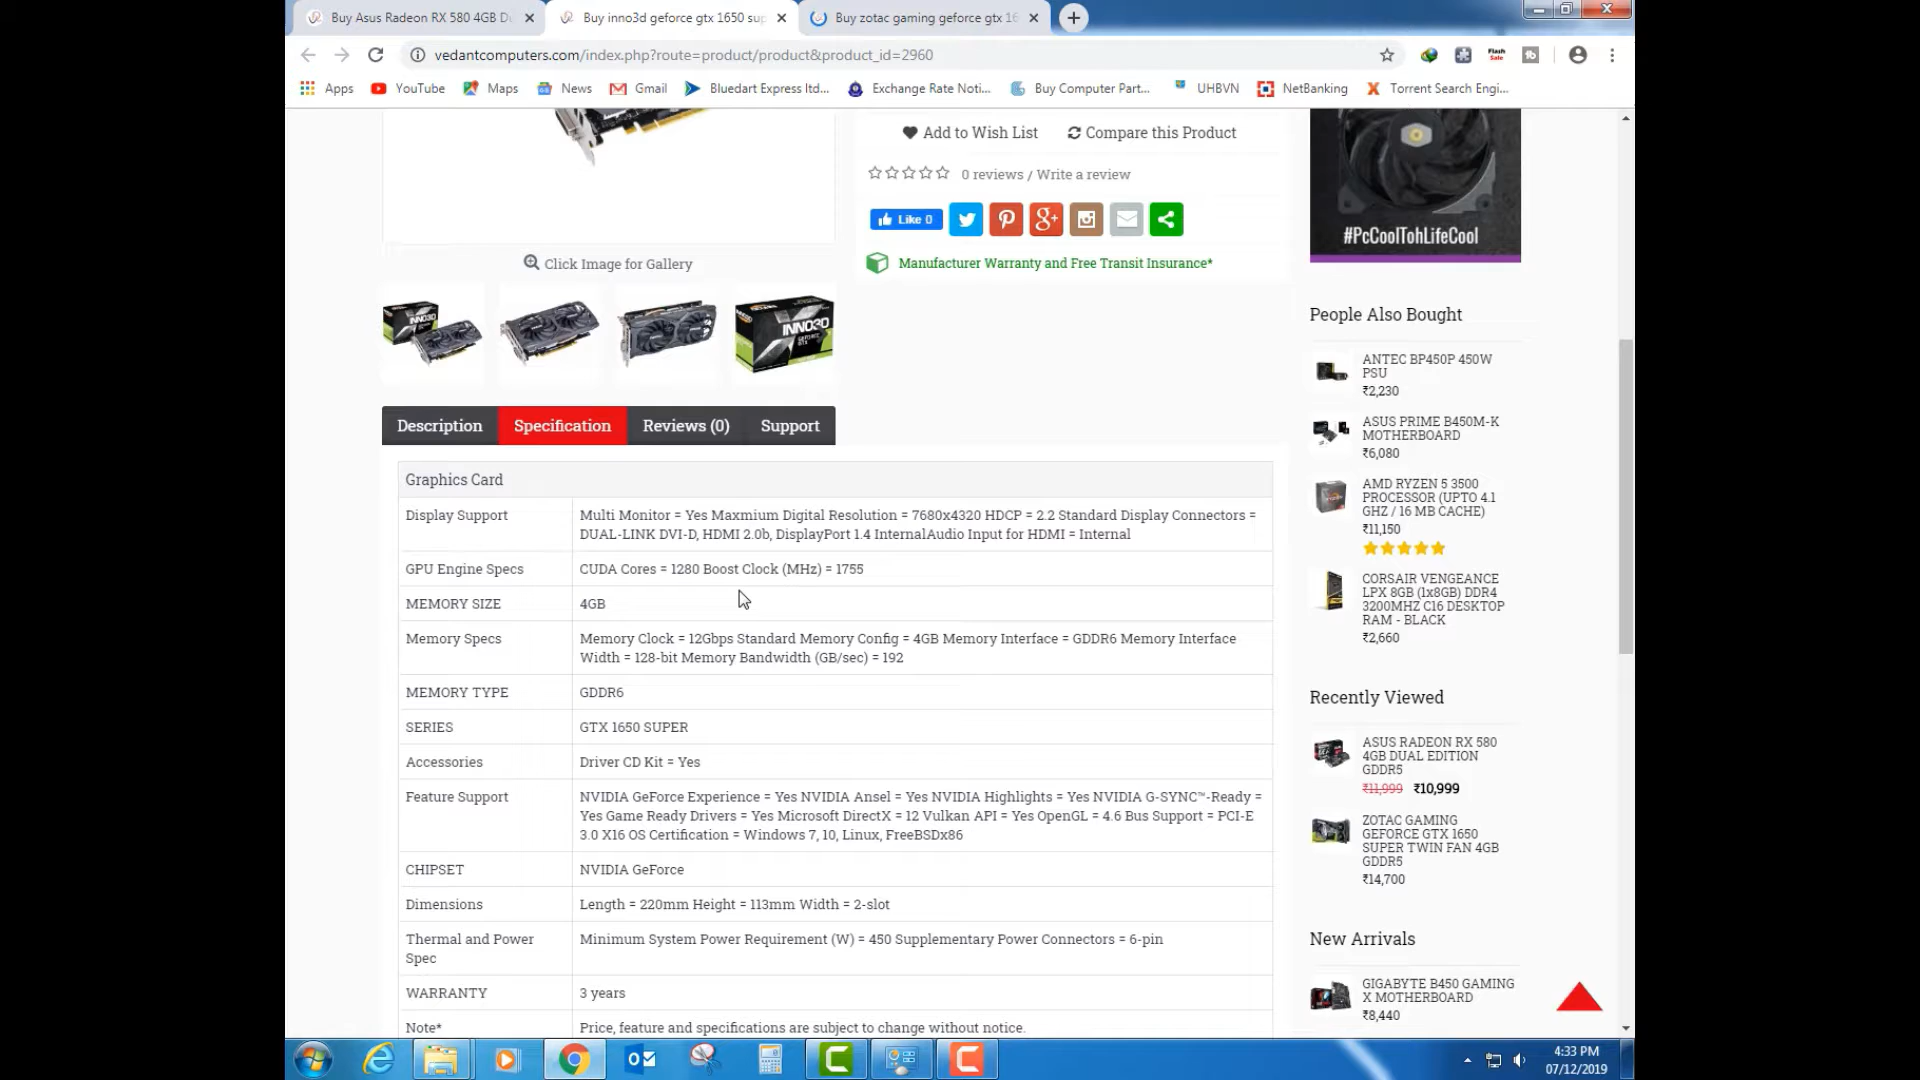 Buy Asus Radeon RX 580 4GB Du
Buy inno3d geforce gtx 1650 sup
Buy zotac gaming geforce gtx 16
vedantcomputers.com/index.php?route=product/product&product_id=2960
Apps
YouTube
Maps
News
Gmail
Bluedart Express ltd...
Exchange Rate Noti...
Buy Computer Part...
UHBVN
NetBanking
Torrent Search Engi...
Add to Wish List
Compare this Product
0 reviews / Write a review
Like 0
Manufacturer Warranty and Free Transit Insurance*
Click Image for Gallery
INNO3D
Description
Specification
Reviews (0)
Support
Graphics Card
Display Support
Multi Monitor = Yes Maxmium Digital Resolution = 7680x4320 HDCP = 2.2 Standard Display Connectors =
DUAL-LINK DVI-D, HDMI 2.0b, DisplayPort 1.4 InternalAudio Input for HDMI = Internal
GPU Engine Specs
CUDA Cores = 1280 Boost Clock (MHz) = 1755
MEMORY SIZE
4GB
Memory Specs
Memory Clock = 12Gbps Standard Memory Config = 4GB Memory Interface = GDDR6 Memory Interface
Width = 128-bit Memory Bandwidth (GB/sec) = 192
MEMORY TYPE
GDDR6
SERIES
GTX 1650 SUPER
Accessories
Driver CD Kit = Yes
Feature Support
NVIDIA GeForce Experience = Yes NVIDIA Ansel = Yes NVIDIA Highlights = Yes NVIDIA G-SYNC™-Ready =
Yes Game Ready Drivers = Yes Microsoft DirectX = 12 Vulkan API = Yes OpenGL = 4.6 Bus Support = PCI-E
3.0 X16 OS Certification = Windows 7, 10, Linux, FreeBSDx86
CHIPSET
NVIDIA GeForce
Dimensions
Length = 220mm Height = 113mm Width = 2-slot
Thermal and Power
Spec
Minimum System Power Requirement (W) = 450 Supplementary Power Connectors = 6-pin
WARRANTY
3 years
Note*
Price, feature and specifications are subject to change without notice.
#PcCoolTohLifeCool
People Also Bought
ANTEC BP450P 450W
PSU
₹2,230
ASUS PRIME B450M-K
MOTHERBOARD
₹6,080
AMD RYZEN 5 3500
PROCESSOR (UPTO 4.1
GHZ / 16 MB CACHE)
₹11,150
CORSAIR VENGEANCE
LPX 8GB (1x8GB) DDR4
3200MHZ C16 DESKTOP
RAM - BLACK
₹2,660
Recently Viewed
ASUS RADEON RX 580
4GB DUAL EDITION
GDDR5
₹11,999 ₹10,999
ZOTAC GAMING
GEFORCE GTX 1650
SUPER TWIN FAN 4GB
GDDR5
₹14,700
New Arrivals
GIGABYTE B450 GAMING
X MOTHERBOARD
₹8,440
4:33 PM
07/12/2019